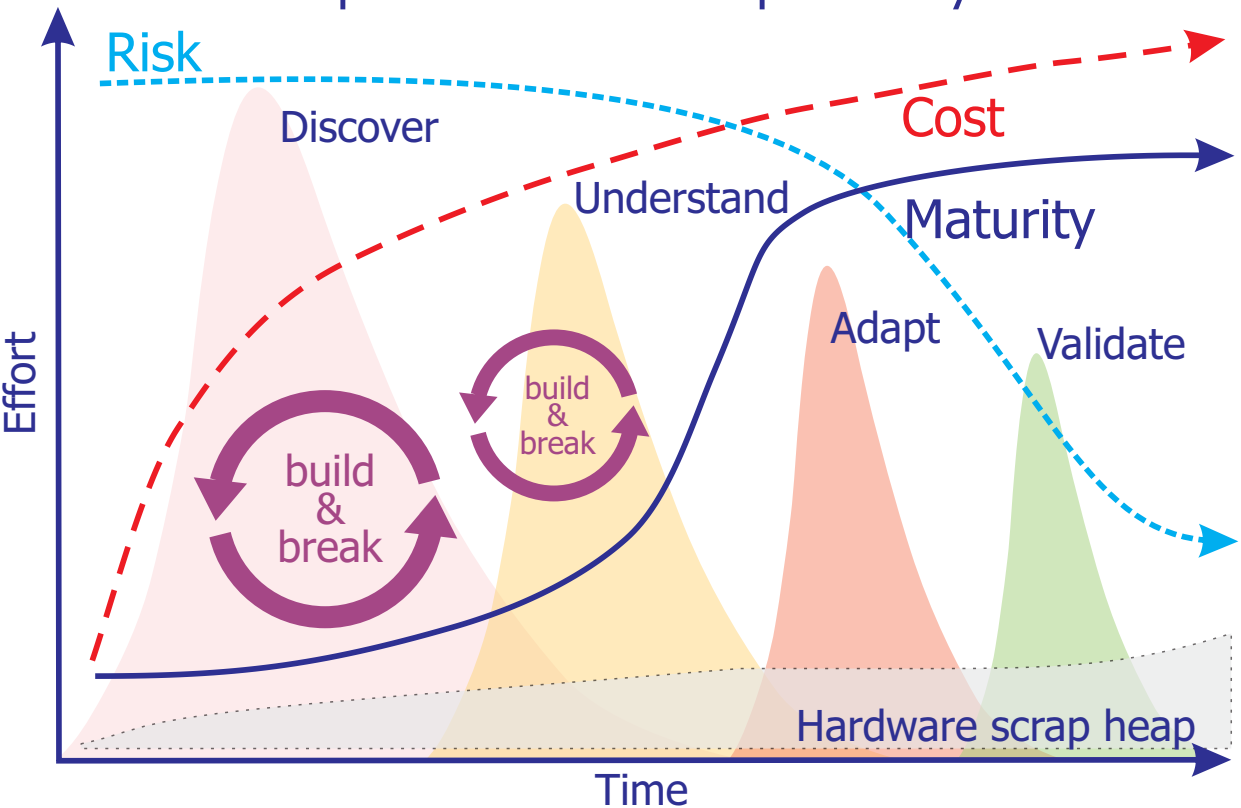 Risk
Discover
Cost
Understand
Maturity
Adapt
Validate
Effort
build
&
break
build
&
break
Hardware scrap heap
Time